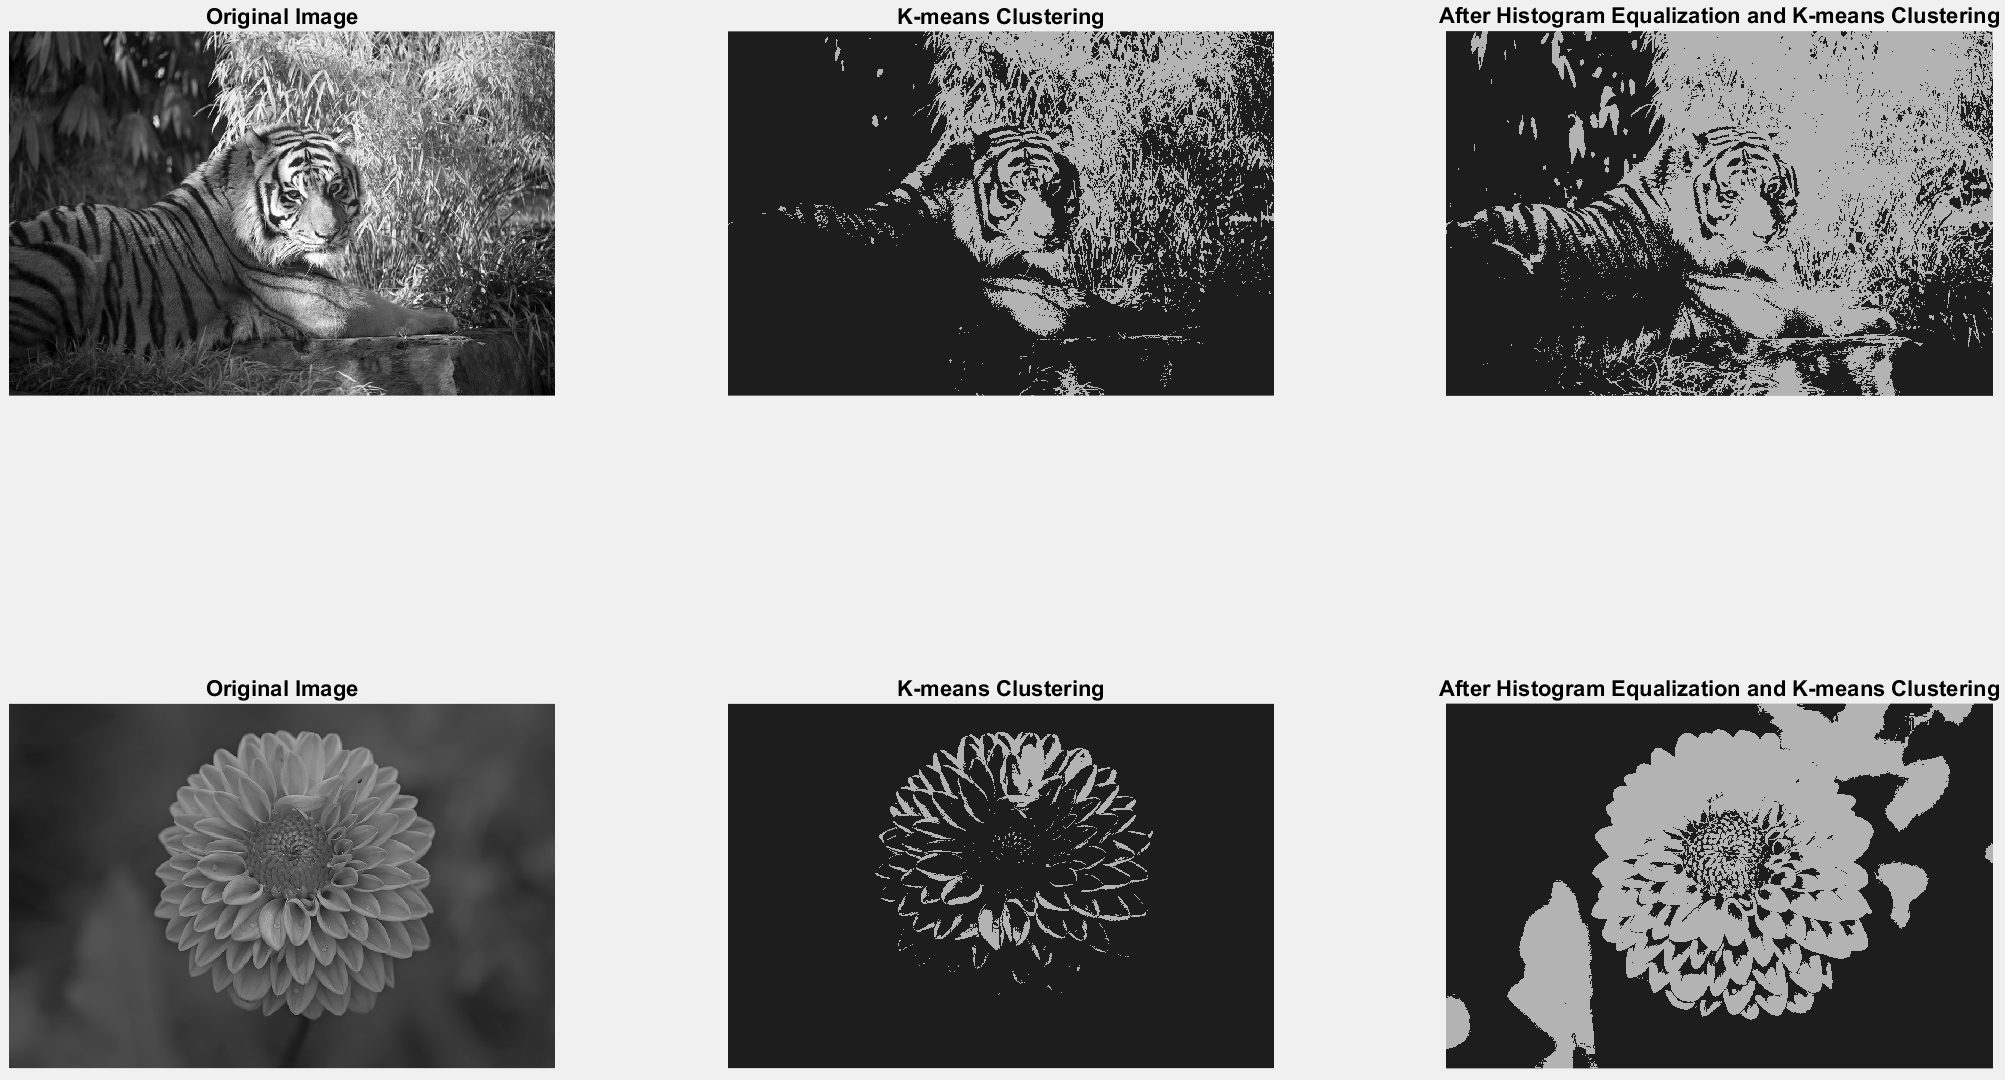 Original Image
K-means Clustering
After Histogram Equalization and K-means Clustering
Original Image
K-means Clustering
After Histogram Equalization and K-means Clustering